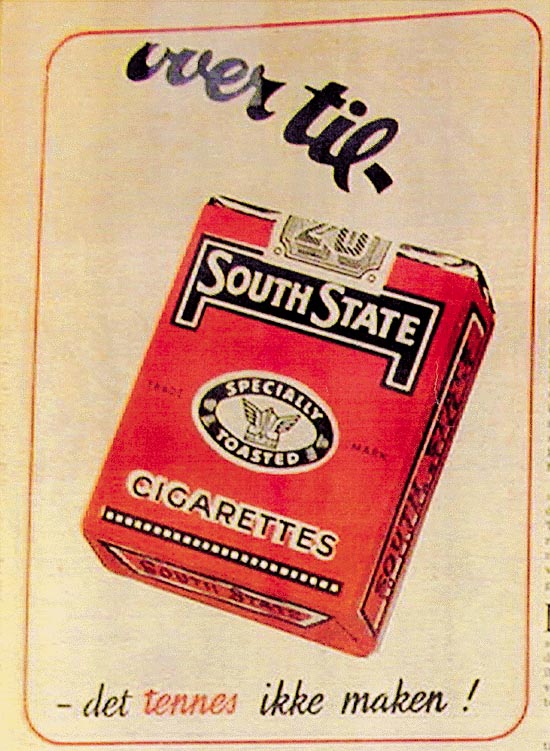 over til-
20
SOUTH STATE
TRADE
SPECIALLY
TOASTED
MARK
CIGARETTES
SOUTH STATE
SOUTH STATE
- det tennes ikke maken !